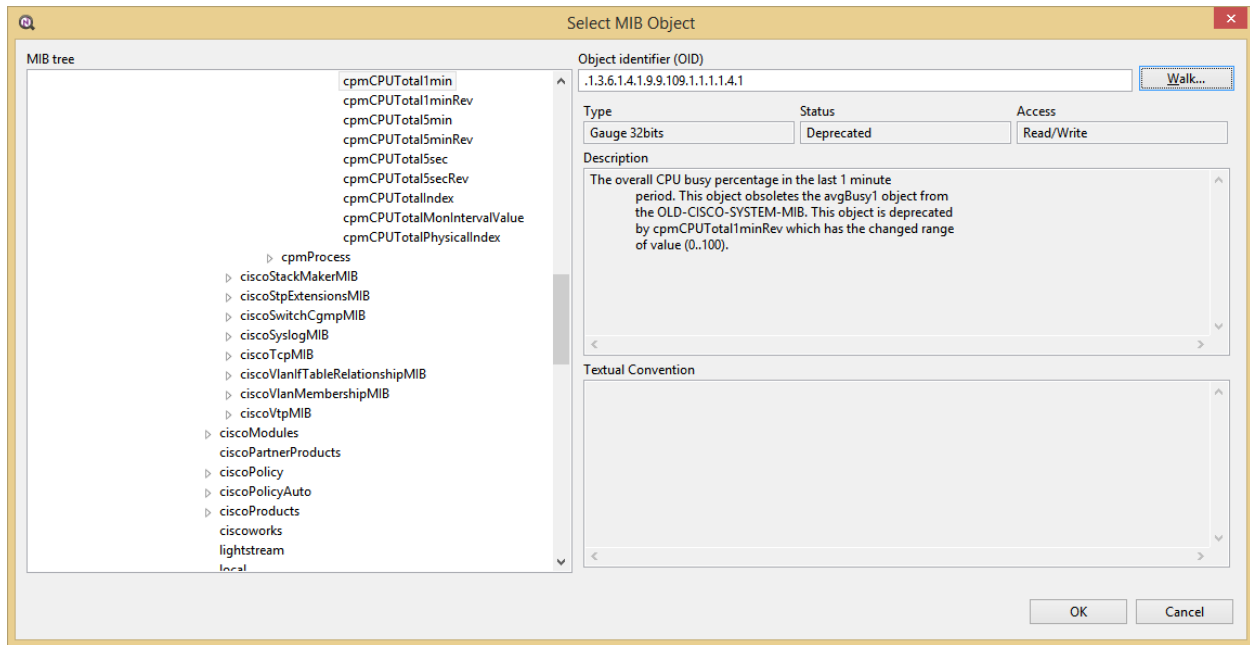 Select MIB Object
MIB tree
cpmCPUTotal1min
cpmCPUTotal1minRev
cpmCPUTotal5min
cpmCPUTotal5minRev
cpmCPUTotal5sec
cpmCPUTotal5secRev
cpmCPUTotalIndex
cpmCPUTotalMonIntervalValue
cpmCPUTotalPhysicalIndex
cpmProcess
ciscoStackMakerMIB
ciscoStpExtensionsMIB
ciscoSwitchCgmpMIB
ciscoSyslogMIB
ciscoTcpMIB
ciscoVlanIfTableRelationshipMIB
ciscoVlanMembershipMIB
ciscoVtpMIB
ciscoModules
ciscoPartnerProducts
ciscoPolicy
ciscoPolicyAuto
ciscoProducts
ciscoworks
lightstream
local
Object identifier (OID)
.1.3.6.1.4.1.9.9.109.1.1.1.1.4.1
Walk...
Type Status Access
Gauge 32bits Deprecated Read/Write
Description
The overall CPU busy percentage in the last 1 minute
period. This object obsoletes the avgBusy1 object from
the OLD-CISCO-SYSTEM-MIB. This object is deprecated
by cpmCPUTotal1minRev which has the changed range
of value (0..100).
Textual Convention
OK Cancel